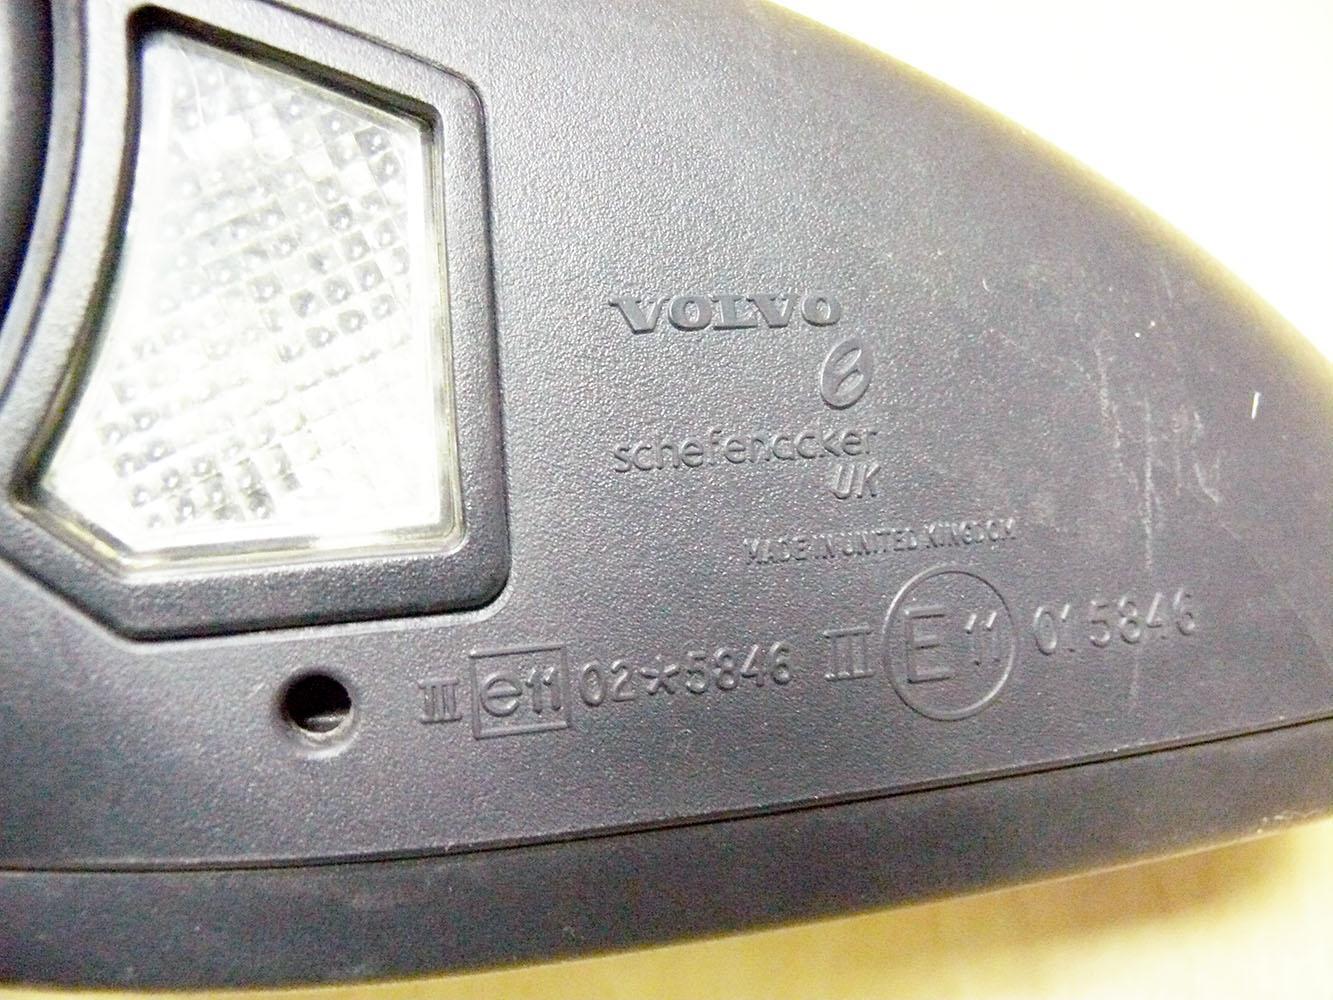 VOLVO
schefenacker
UK
MADE IN UNITED KINGDOM
III e11 02*5846 III E11 015846